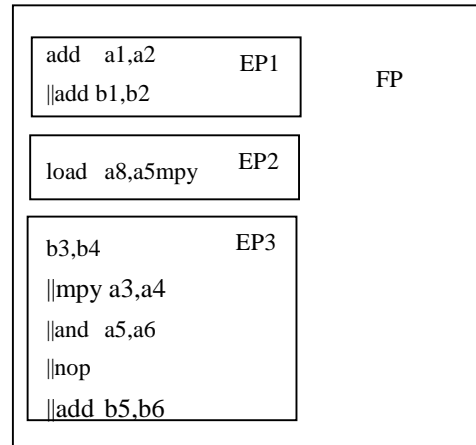 add a1,a2 EP1
||add b1,b2
FP
load a8,a5mpy EP2
b3,b4 EP3
||mpy a3,a4
||and a5,a6
||nop
||add b5,b6